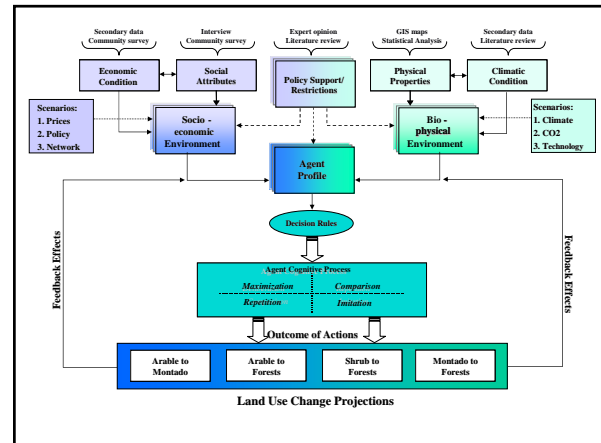 Secondary data
Community survey
Interview
Community survey
Expert opinion
Literature review
GIS maps
Statistical Analysis
Secondary data
Literature review
Economic
Condition
Social
Attributes
Policy Support/
Restrictions
Physical
Properties
Climatic
Condition
Scenarios:
1. Prices
2. Policy
3. Network
Socio -
economic
Environment
Bio -
physical
Environment
Scenarios:
1. Climate
2. CO2
3. Technology
Agent
Profile
Decision Rules
Feedback Effects
Feedback Effects
Agent Cognitive Process
Maximization
Comparison
Repetition
Imitation
Outcome of Actions
Arable to
Montado
Arable to
Forests
Shrub to
Forests
Montado to
Forests
Land Use Change Projections